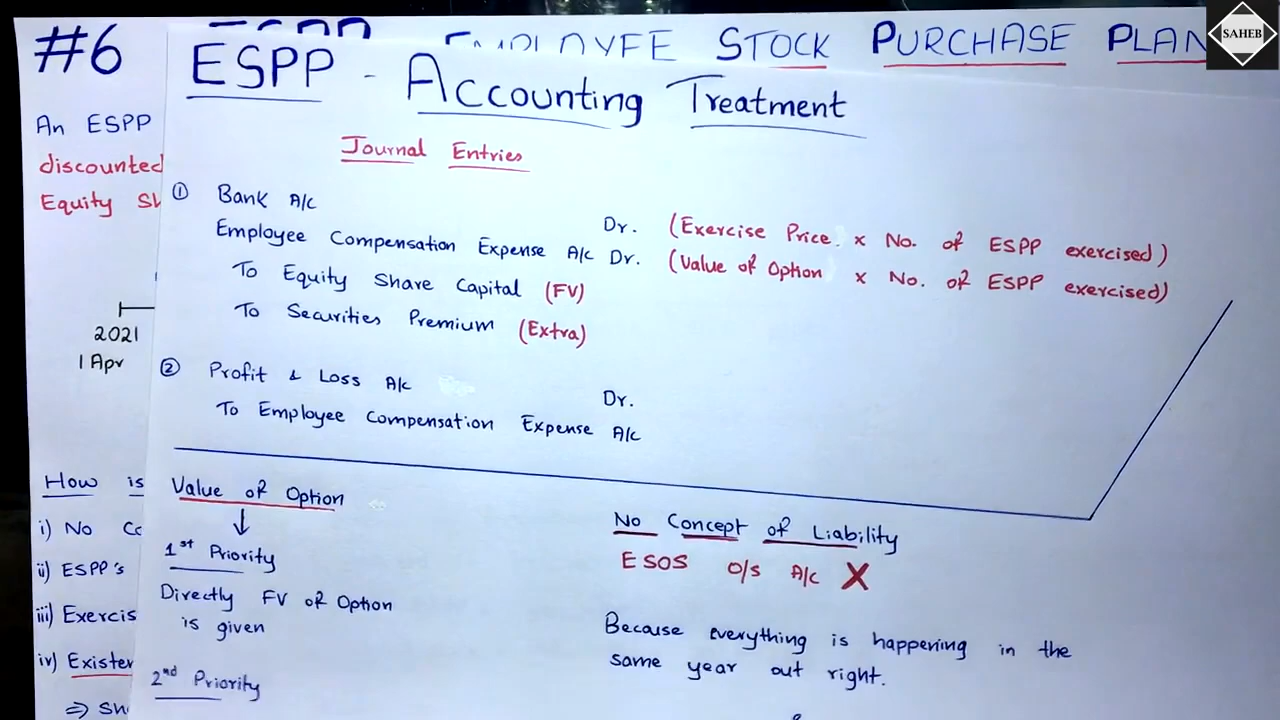 #6
EMPLOYEE STOCK PURCHASE PLAN
SAHEB
ESPP - Accounting Treatment
An ESPP
discounted
Equity Sh
Journal Entries
① Bank A/c Dr. (Exercise Price x No. of ESPP exercised)
Employee Compensation Expense A/c Dr. (Value of Option x No. of ESPP exercised)
To Equity Share Capital (FV)
To Securities Premium (Extra)
2021
1 Apr
② Profit & Loss A/c Dr.
To Employee Compensation Expense A/c
How is
i) No Co
ii) ESPP's
iii) Exercis
iv) Existen
⇒ Sh
Value of Option
↓
1st Priority
Directly FV of Option
is given
2nd Priority
No Concept of Liability
ESOS O/S A/c X
Because everything is happening in the
same year out right.